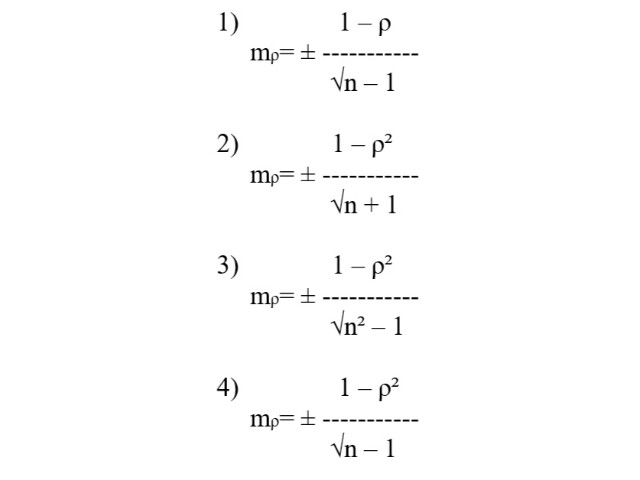 1) 1 – ρ
mρ= ± -----------
√n – 1
2) 1 – ρ²
mρ= ± -----------
√n + 1
3) 1 – ρ²
mρ= ± -----------
√n² – 1
4) 1 – ρ²
mρ= ± -----------
√n – 1